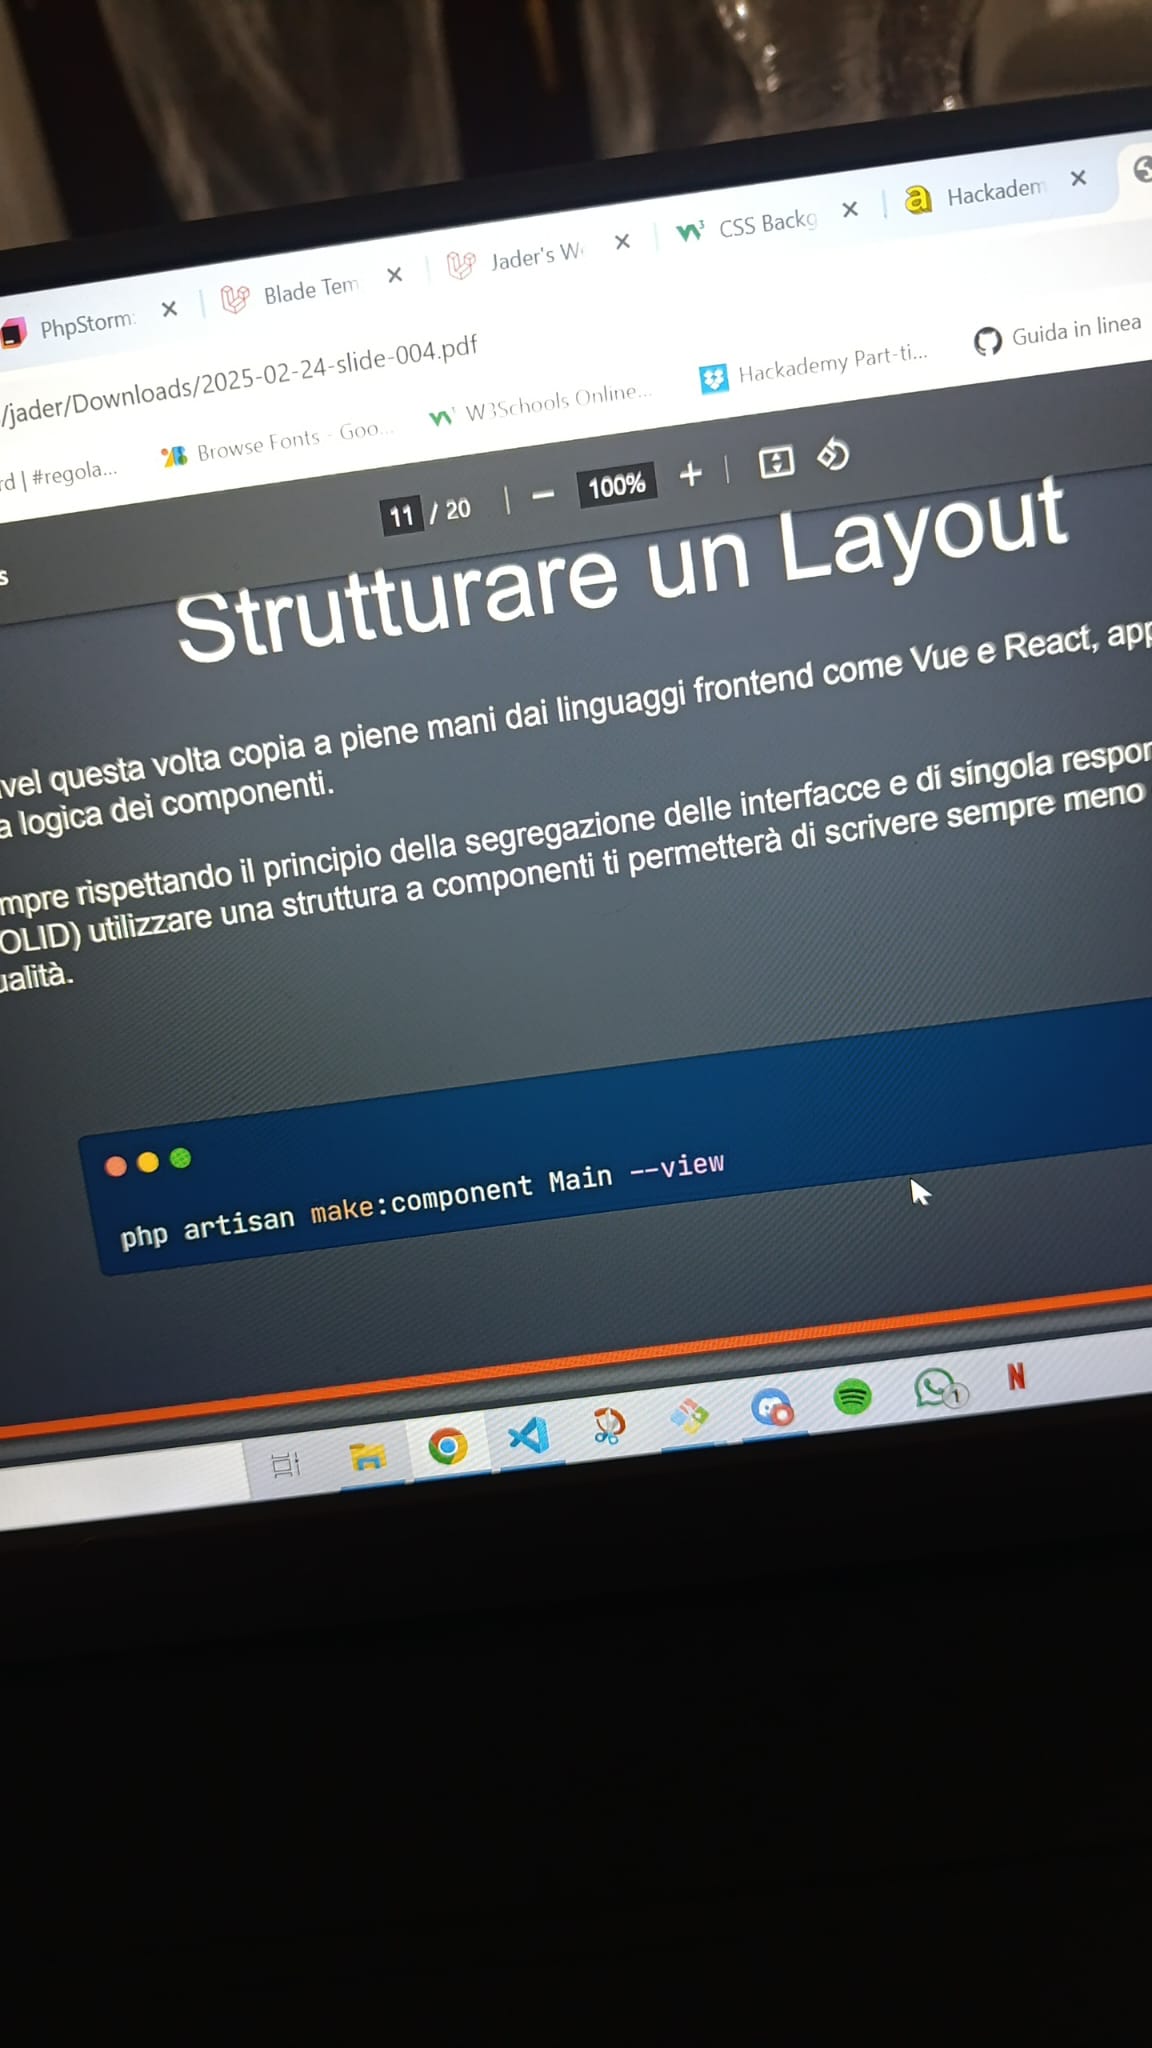 PhpStorm:
Blade Tem
Jader's W
CSS Backg
Hackadem
/jader/Downloads/2025-02-24-slide-004.pdf
rd | #regola...
Browse Fonts - Goo...
W3Schools Online...
Hackademy Part-ti...
Guida in linea
s
11 / 20
100%
Strutturare un Layout
vel questa volta copia a piene mani dai linguaggi frontend come Vue e React, app
a logica dei componenti.
mpre rispettando il principio della segregazione delle interfacce e di singola respon
OLID) utilizzare una struttura a componenti ti permetterà di scrivere sempre meno
ualità.
php artisan make:component Main --view
1
N